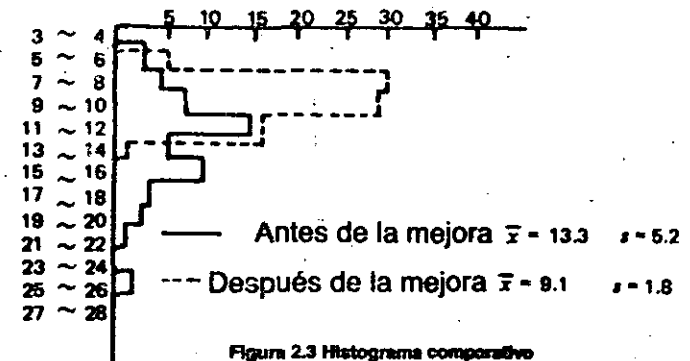 5 10 15 20 25 30 35 40
3 ~ 4
5 ~ 6
7 ~ 8
9 ~ 10
11 ~ 12
13 ~ 14
15 ~ 16
17 ~ 18
19 ~ 20
21 ~ 22
23 ~ 24
25 ~ 26
27 ~ 28
Antes de la mejora x̅ = 13.3 s = 5.2
Después de la mejora x̅ = 9.1 s = 1.8
Figura 2.3 Histograma comparativo